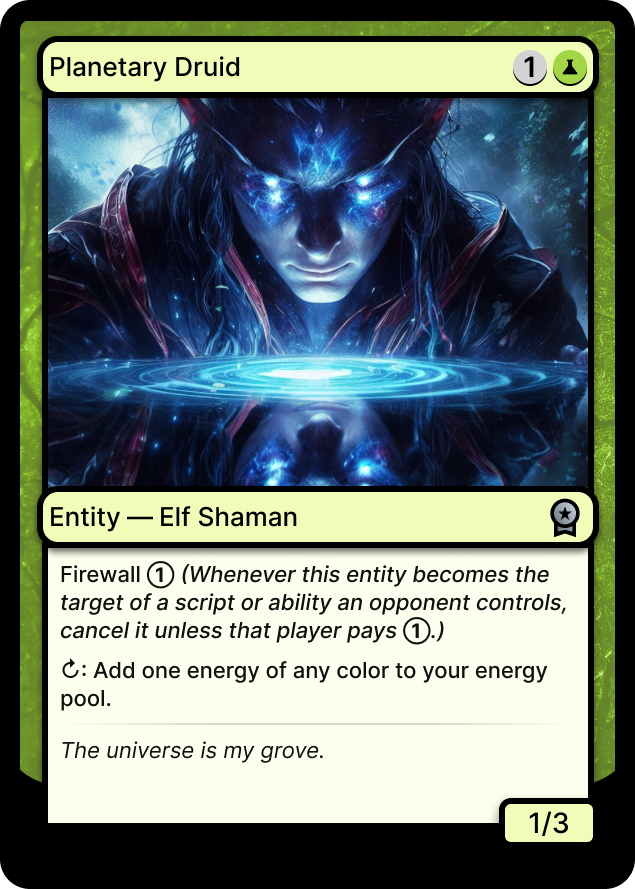 Planetary Druid 1
Entity — Elf Shaman
Firewall ① (Whenever this entity becomes the
target of a script or ability an opponent controls,
cancel it unless that player pays ①.)
↻: Add one energy of any color to your energy
pool.
The universe is my grove.
1/3